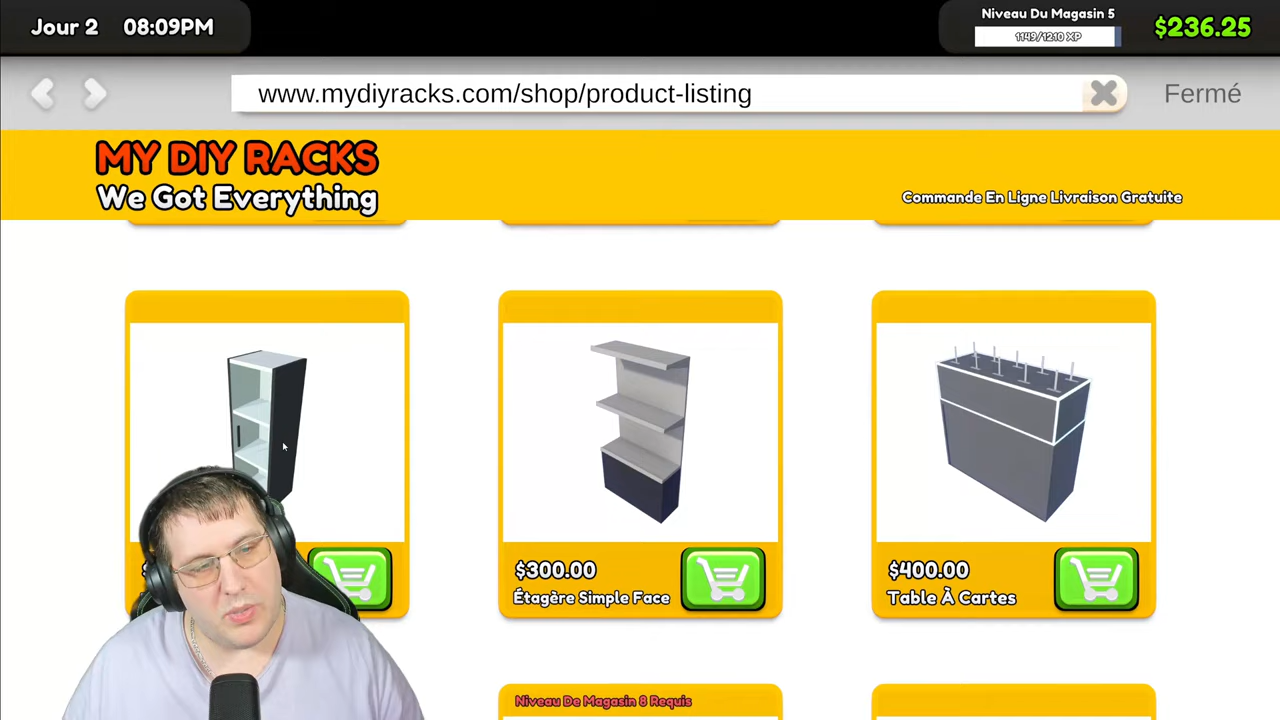 Jour 2 08:09PM
Niveau Du Magasin 5
1149/1210 XP
$236.25
www.mydiyracks.com/shop/product-listing
Fermé
MY DIY RACKS
We Got Everything
Commande En Ligne Livraison Gratuite
$300.00
Étagère Simple Face
$400.00
Table À Cartes
Niveau De Magasin 8 Requis